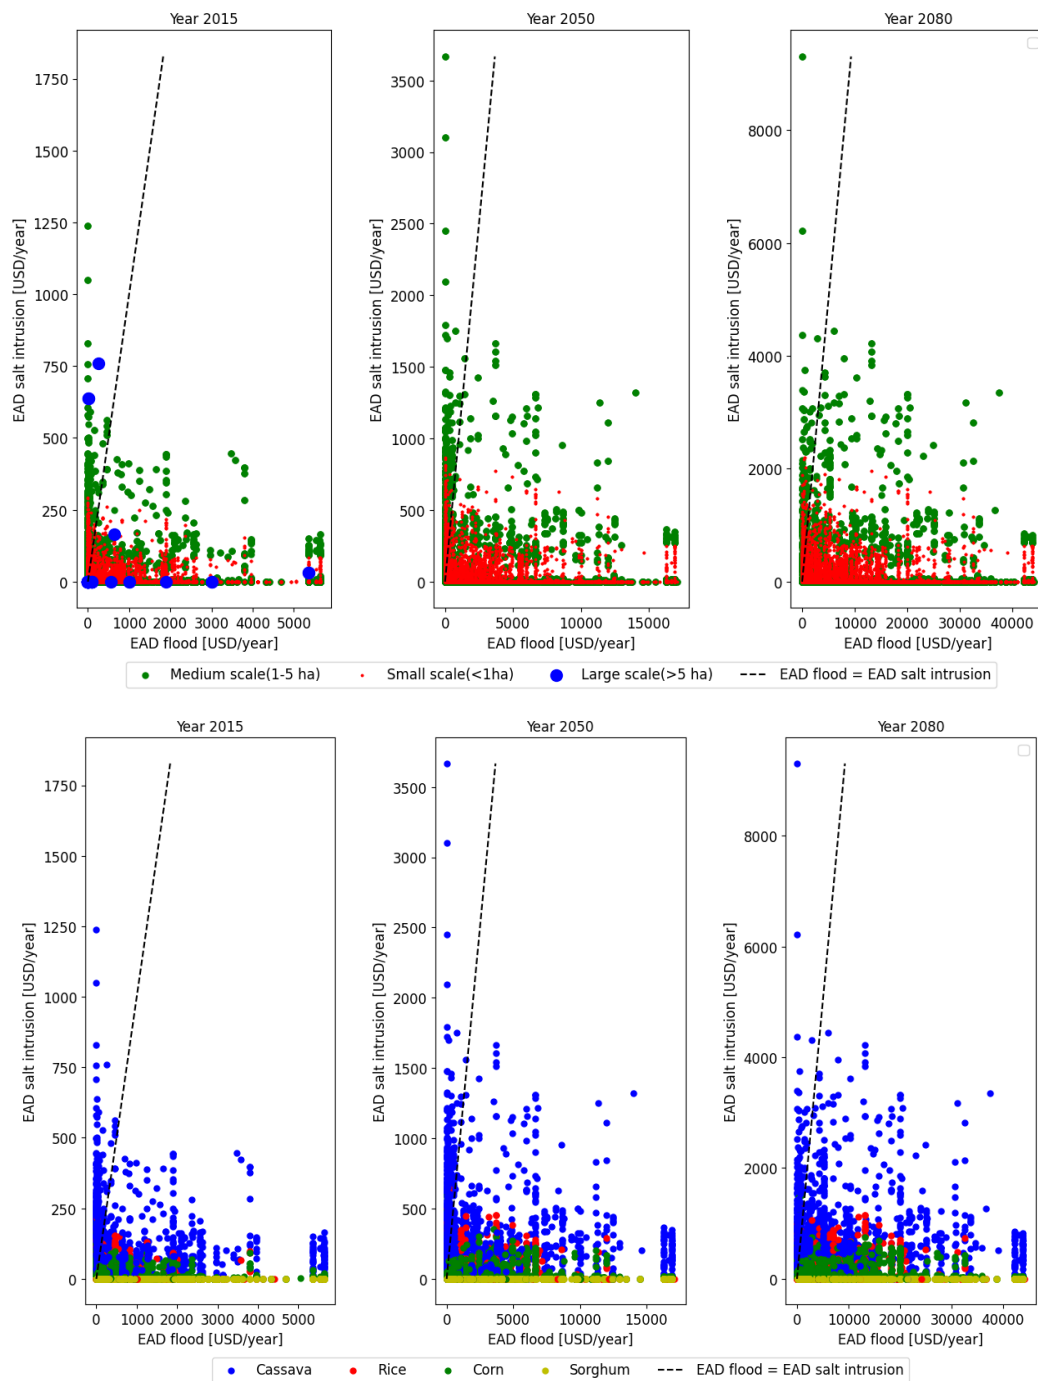 Year 2015
Year 2050
Year 2080
EAD salt intrusion [USD/year]
1750
1500
1250
1000
750
500
250
0
0 1000 2000 3000 4000 5000
EAD flood [USD/year]
EAD salt intrusion [USD/year]
3500
3000
2500
2000
1500
1000
500
0
0 5000 10000 15000
EAD flood [USD/year]
EAD salt intrusion [USD/year]
8000
6000
4000
2000
0
0 10000 20000 30000 40000
EAD flood [USD/year]
Medium scale(1-5 ha) Small scale(<1ha) Large scale(>5 ha) EAD flood = EAD salt intrusion
Year 2015
Year 2050
Year 2080
EAD salt intrusion [USD/year]
1750
1500
1250
1000
750
500
250
0
0 1000 2000 3000 4000 5000
EAD flood [USD/year]
EAD salt intrusion [USD/year]
3500
3000
2500
2000
1500
1000
500
0
0 5000 10000 15000
EAD flood [USD/year]
EAD salt intrusion [USD/year]
8000
6000
4000
2000
0
0 10000 20000 30000 40000
EAD flood [USD/year]
Cassava Rice Corn Sorghum EAD flood = EAD salt intrusion